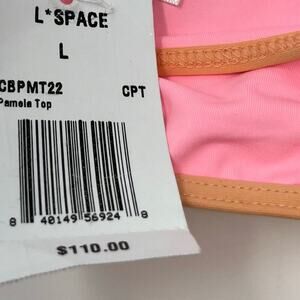 L*SPACE
L
CBPMT22 CPT
Pamela Top
8 40149 56924 8
$110.00